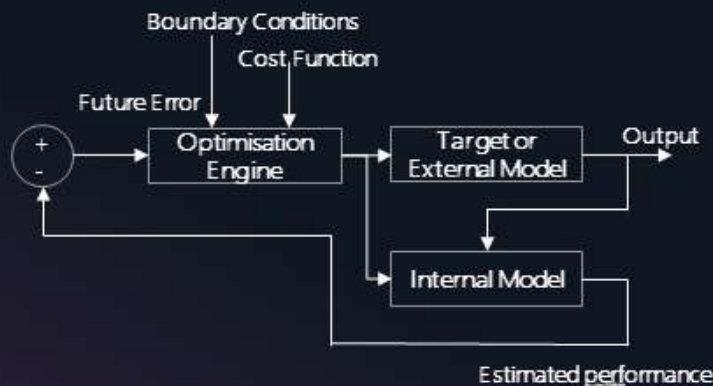 Boundary Conditions
Cost Function
Future Error
+
-
Optimisation
Engine
Target or
External Model
Output
Internal Model
Estimated performance